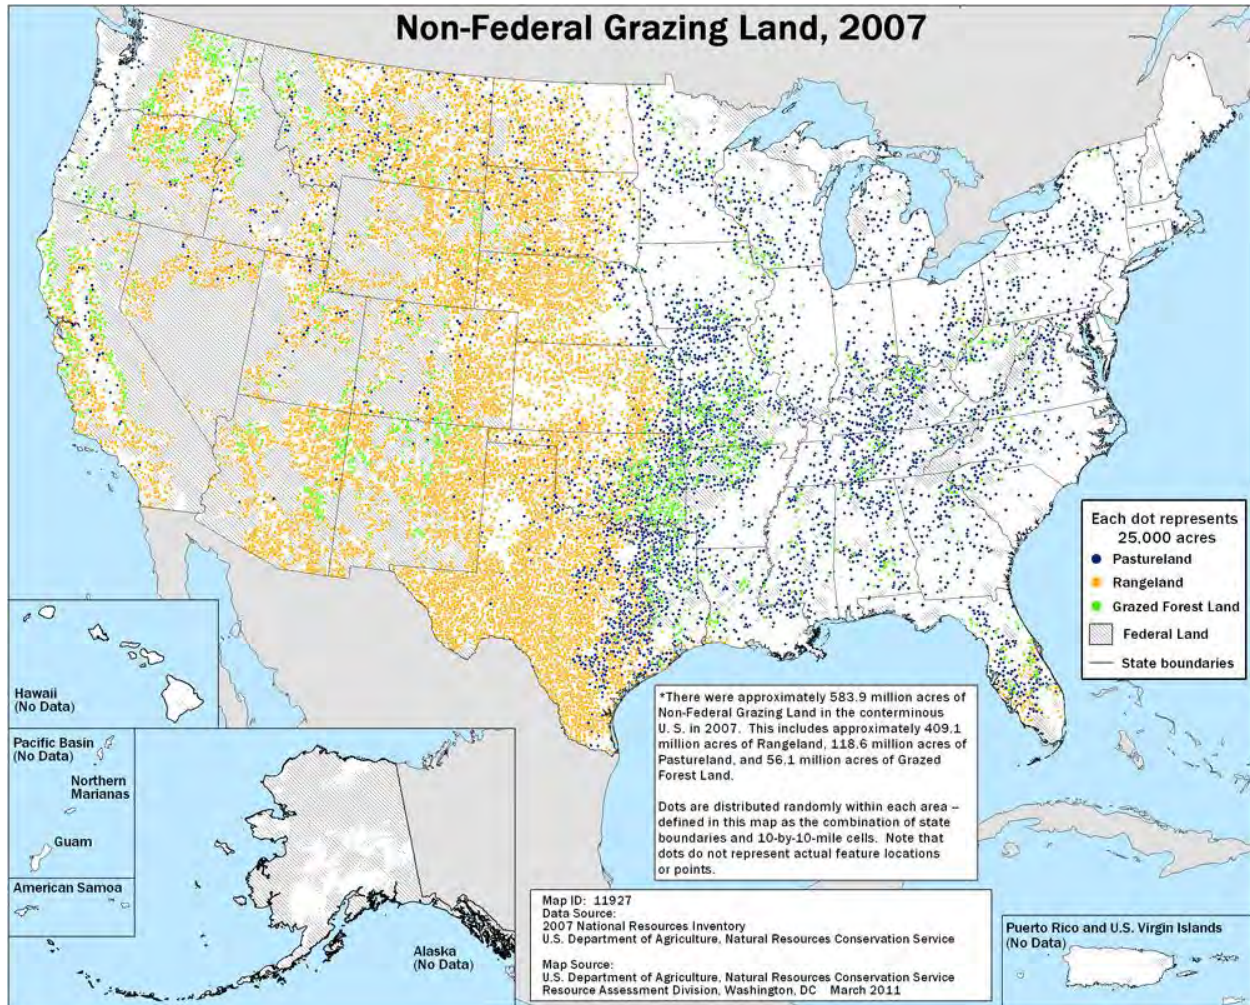 Non-Federal Grazing Land, 2007
Each dot represents
25,000 acres
Pastureland
Rangeland
Grazed Forest Land
Federal Land
State boundaries
Hawaii
(No Data)
Pacific Basin
(No Data)
Northern
Marianas
Guam
American Samoa
Alaska
(No Data)
*There were approximately 583.9 million acres of
Non-Federal Grazing Land in the conterminous
U. S. in 2007. This includes approximately 409.1
million acres of Rangeland, 118.6 million acres of
Pastureland, and 56.1 million acres of Grazed
Forest Land.
Dots are distributed randomly within each area –
defined in this map as the combination of state
boundaries and 10-by-10-mile cells. Note that
dots do not represent actual feature locations
or points.
Map ID: 11927
Data Source:
2007 National Resources Inventory
U.S. Department of Agriculture, Natural Resources Conservation Service
Map Source:
U.S. Department of Agriculture, Natural Resources Conservation Service
Resource Assessment Division, Washington, DC March 2011
Puerto Rico and U.S. Virgin Islands
(No Data)